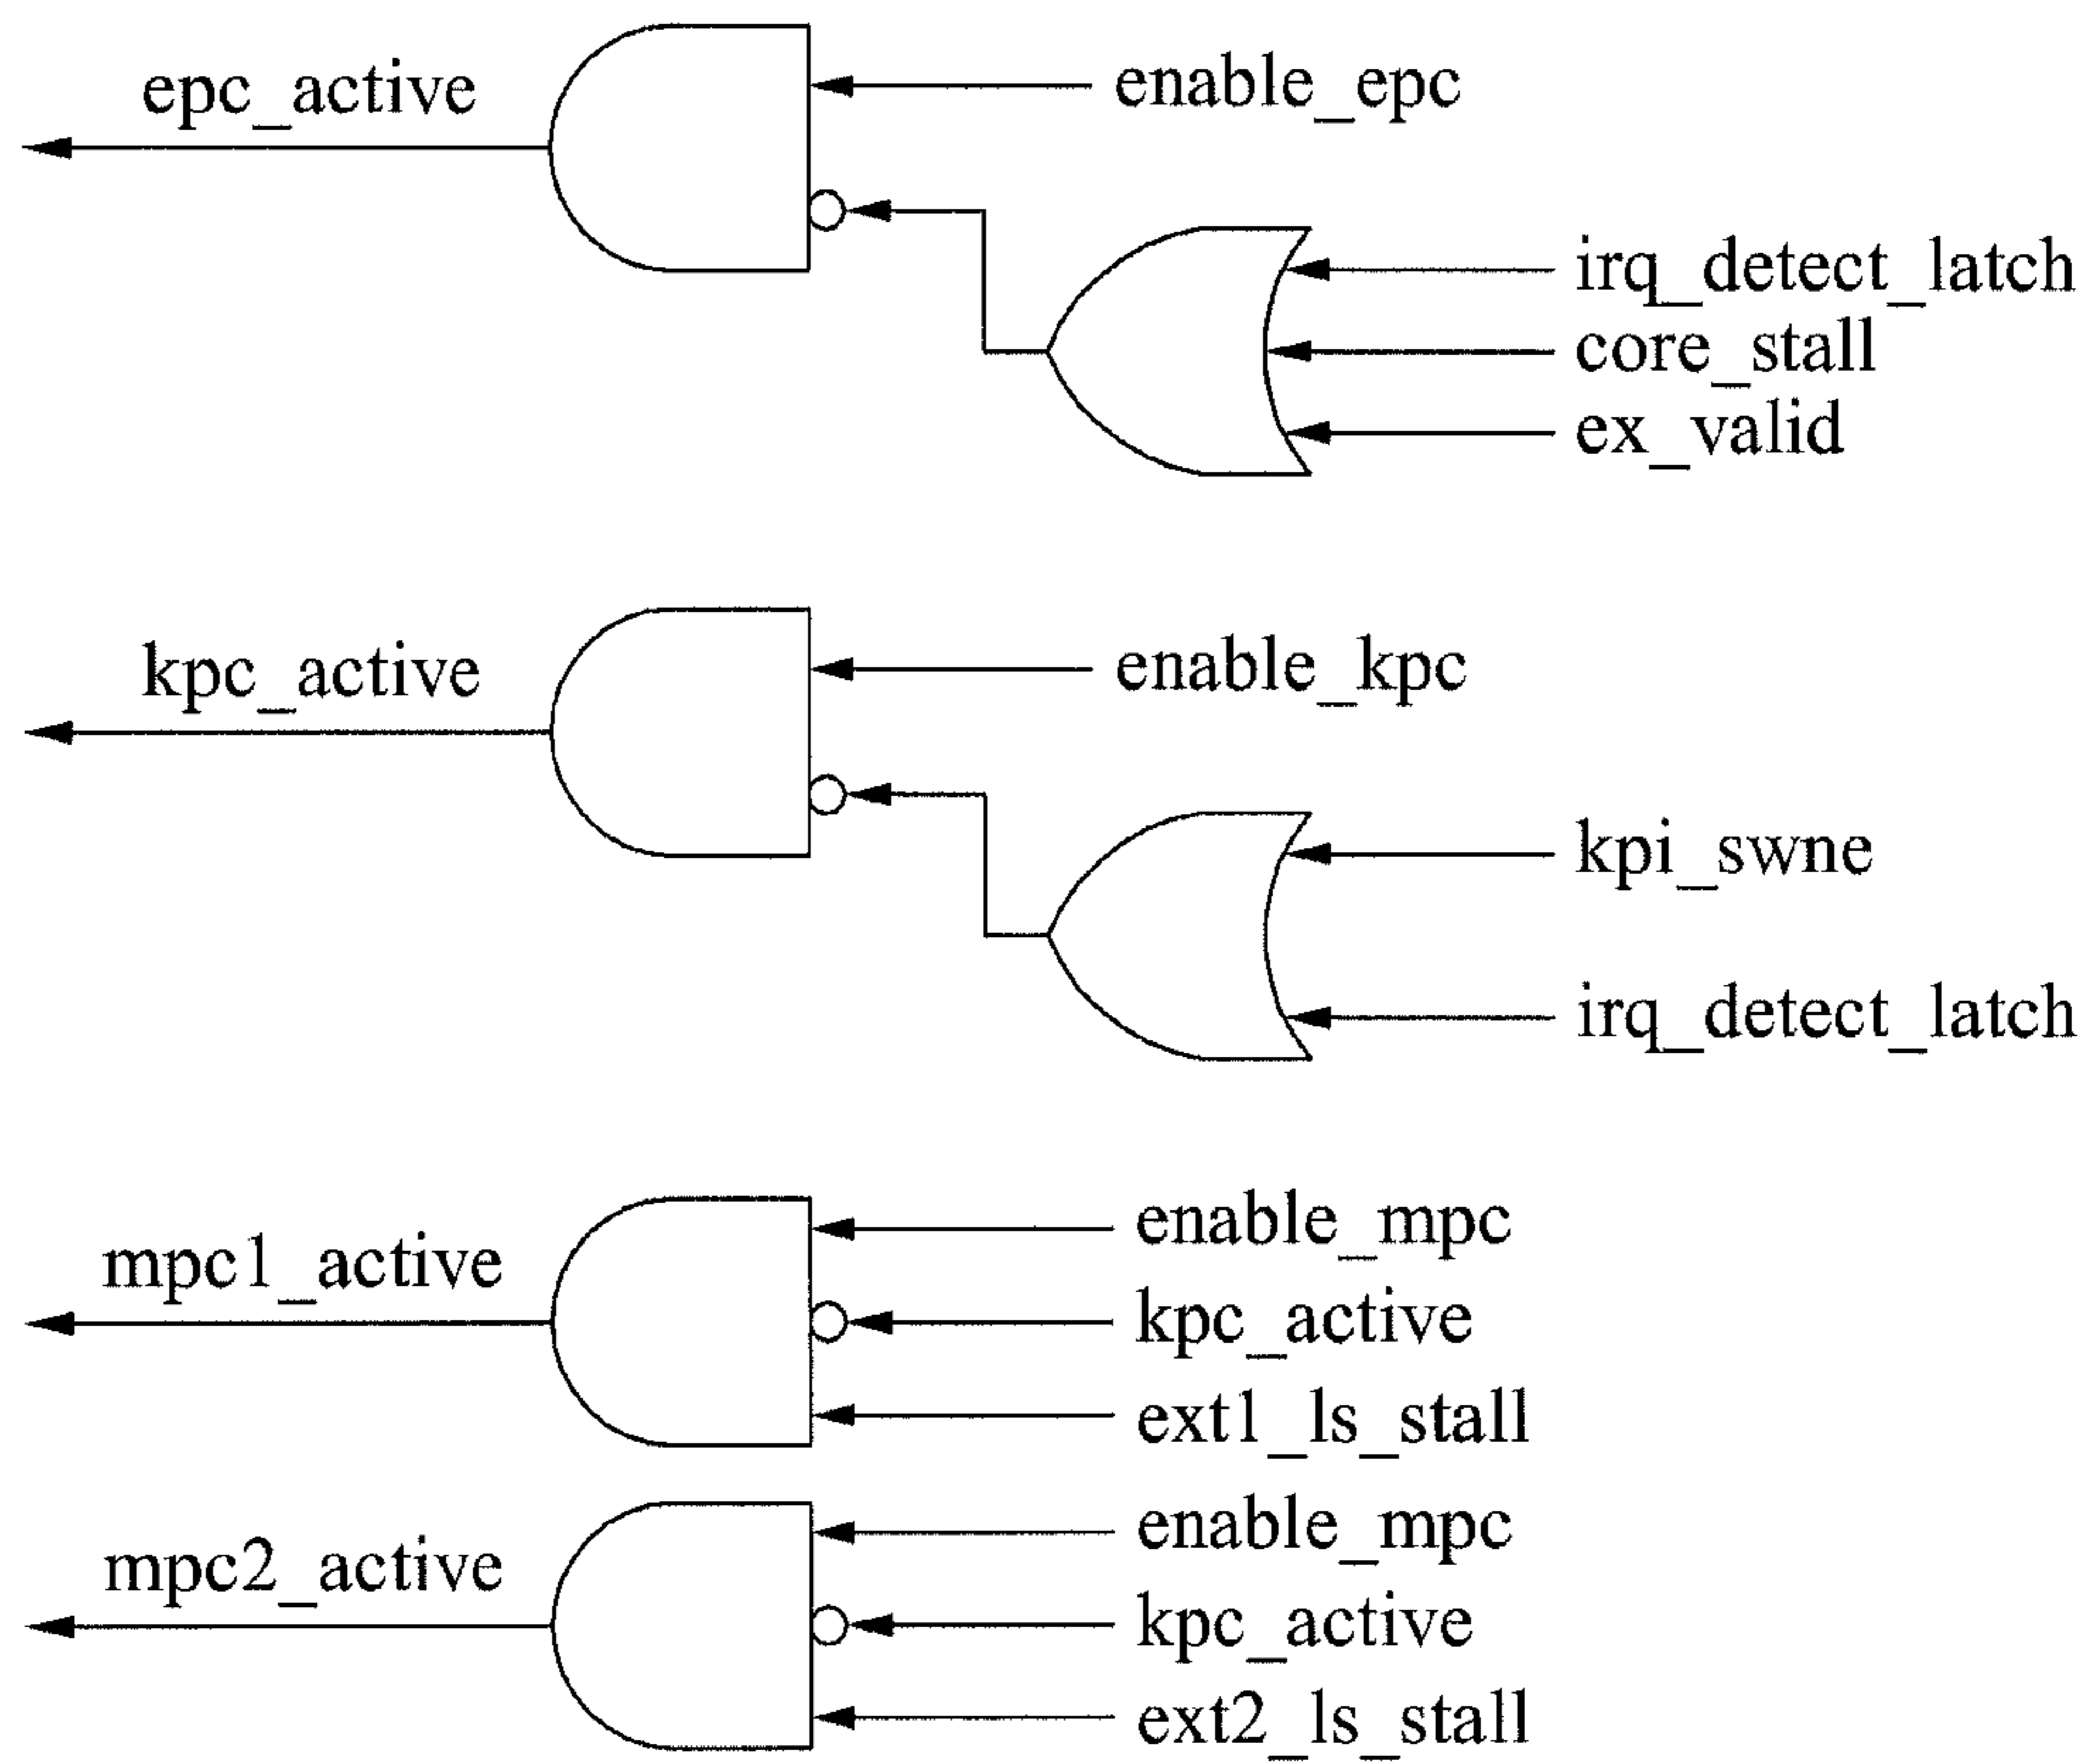 epc_active
enable_epc
irq_detect_latch
core_stall
ex_valid
kpc_active
enable_kpc
kpi_swne
irq_detect_latch
mpc1_active
enable_mpc
kpc_active
ext1_ls_stall
mpc2_active
enable_mpc
kpc_active
ext2_ls_stall